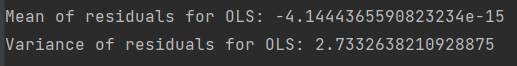 Mean of residuals for OLS: -4.1444365590823234e-15
Variance of residuals for OLS: 2.7332638210928875